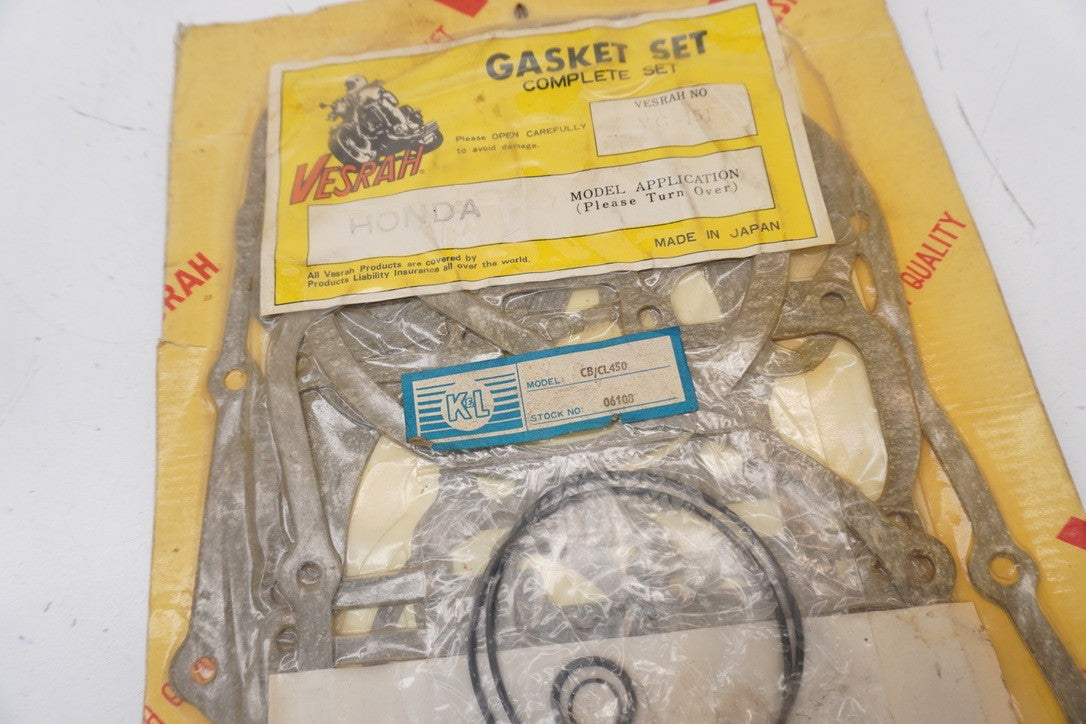 GASKET SET
COMPLETE SET
VESRAH NO
Please OPEN CAREFULLY
to avoid damage.
VESRAH®
HONDA
MODEL APPLICATION
(Please Turn Over)
MADE IN JAPAN
All Vesrah Products are covered by
Products Liability Insurance all over the world.
SRAH
QUALITY
K&L
MODEL: CB/CL450
STOCK NO: 06108